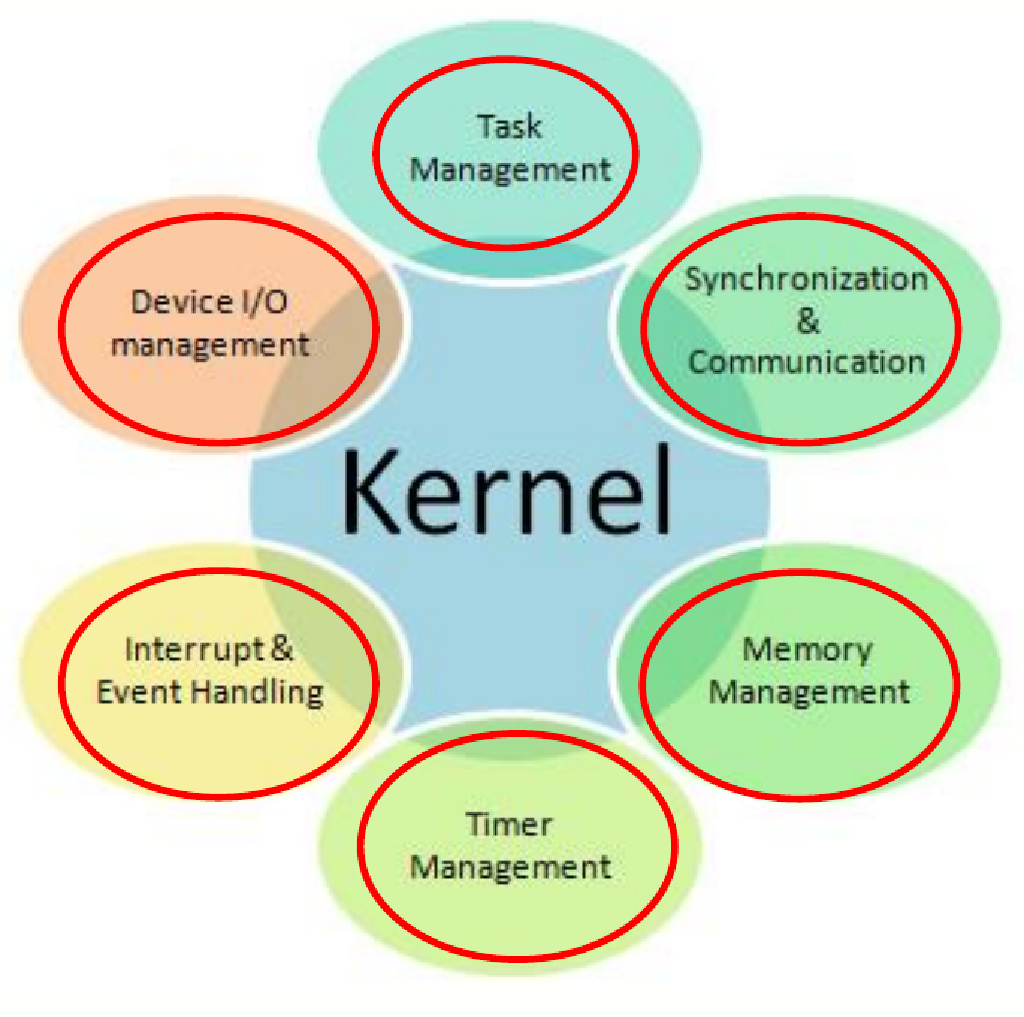 Task
Management
Device I/O
management
Synchronization
&
Communication
Kernel
Interrupt &
Event Handling
Memory
Management
Timer
Management